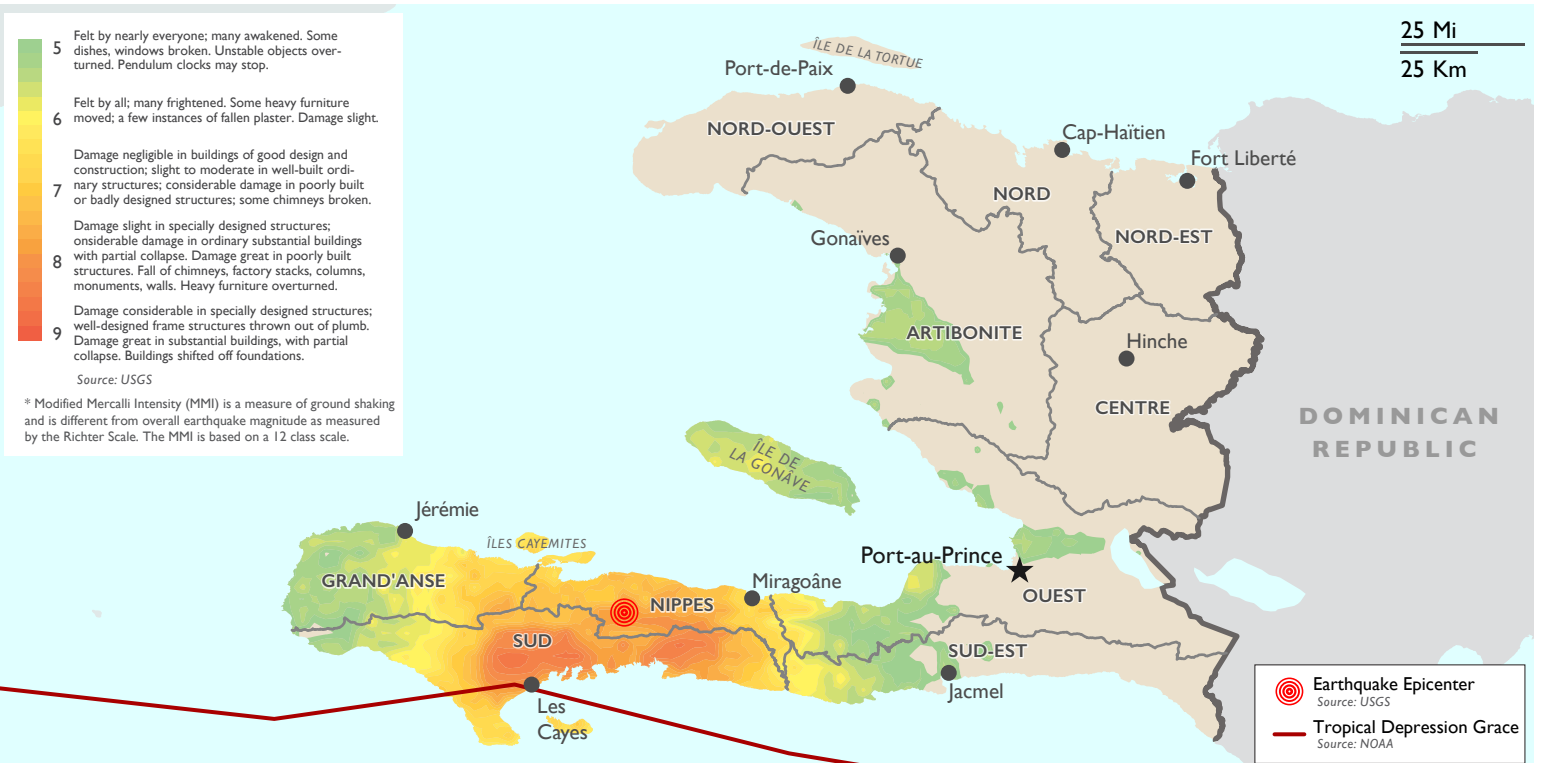 5
Felt by nearly everyone; many awakened. Some
dishes, windows broken. Unstable objects over-
turned. Pendulum clocks may stop.
6
Felt by all; many frightened. Some heavy furniture
moved; a few instances of fallen plaster. Damage slight.
7
Damage negligible in buildings of good design and
construction; slight to moderate in well-built ordi-
nary structures; considerable damage in poorly built
or badly designed structures; some chimneys broken.
8
Damage slight in specially designed structures;
onsiderable damage in ordinary substantial buildings
with partial collapse. Damage great in poorly built
structures. Fall of chimneys, factory stacks, columns,
monuments, walls. Heavy furniture overturned.
9
Damage considerable in specially designed structures;
well-designed frame structures thrown out of plumb.
Damage great in substantial buildings, with partial
collapse. Buildings shifted off foundations.
Source: USGS
* Modified Mercalli Intensity (MMI) is a measure of ground shaking
and is different from overall earthquake magnitude as measured
by the Richter Scale. The MMI is based on a 12 class scale.
25 Mi
25 Km
ÎLE DE LA TORTUE
Port-de-Paix
NORD-OUEST
Cap-Haïtien
Fort Liberté
NORD
NORD-EST
Gonaïves
ARTIBONITE
Hinche
CENTRE
DOMINICAN
REPUBLIC
ÎLE DE
LA GONÂVE
Jérémie
ÎLES CAYEMITES
Port-au-Prince
GRAND'ANSE
Miragoâne
NIPPES
OUEST
SUD
SUD-EST
Jacmel
Les
Cayes
Earthquake Epicenter
Source: USGS
Tropical Depression Grace
Source: NOAA